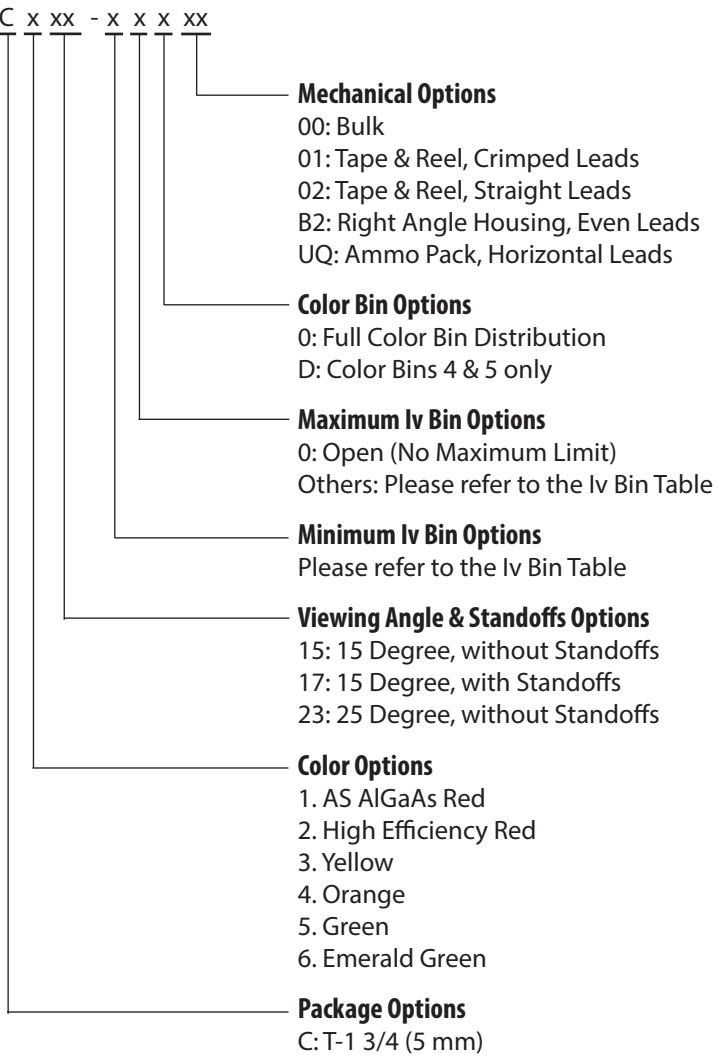 C x xx - x x x xx
Mechanical Options
00: Bulk
01: Tape & Reel, Crimped Leads
02: Tape & Reel, Straight Leads
B2: Right Angle Housing, Even Leads
UQ: Ammo Pack, Horizontal Leads
Color Bin Options
0: Full Color Bin Distribution
D: Color Bins 4 & 5 only
Maximum Iv Bin Options
0: Open (No Maximum Limit)
Others: Please refer to the Iv Bin Table
Minimum Iv Bin Options
Please refer to the Iv Bin Table
Viewing Angle & Standoffs Options
15: 15 Degree, without Standoffs
17: 15 Degree, with Standoffs
23: 25 Degree, without Standoffs
Color Options
1. AS AlGaAs Red
2. High Efficiency Red
3. Yellow
4. Orange
5. Green
6. Emerald Green
Package Options
C: T-1 3/4 (5 mm)